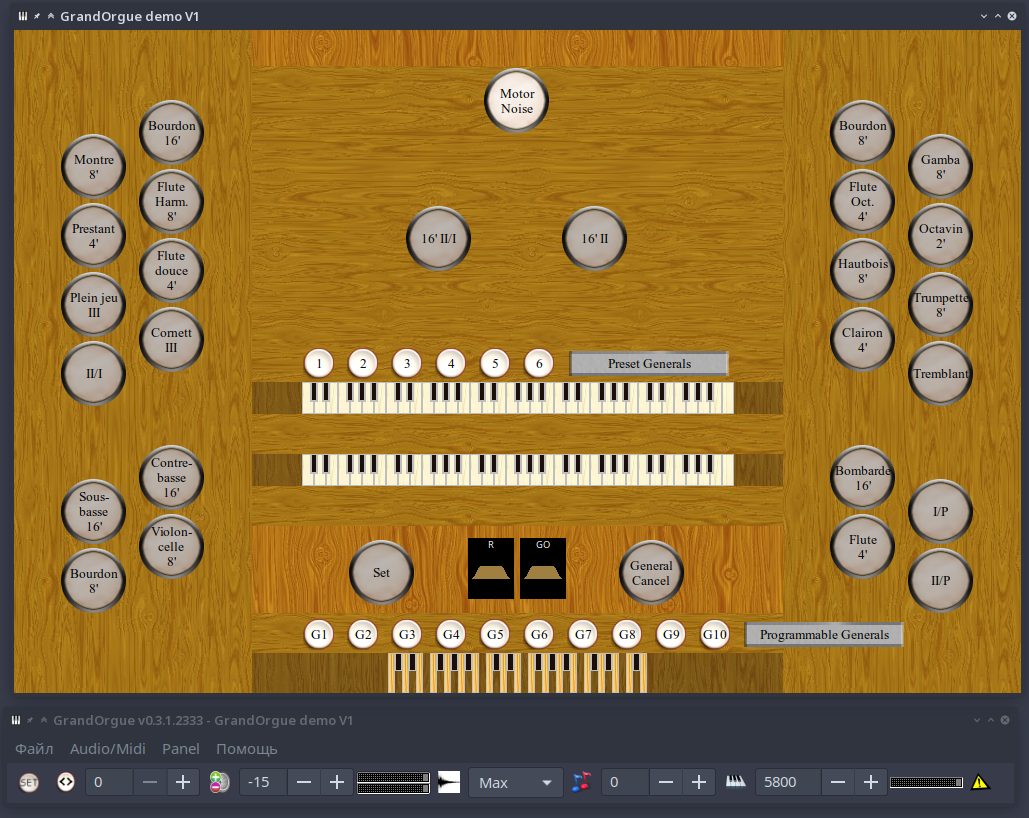 GrandOrgue demo V1
Motor
Noise
Bourdon
16'
Montre
8'
Flute
Harm.
8'
Prestant
4'
Flute
douce
4'
Plein jeu
III
Cornett
III
II/I
16' II/I
16' II
Bourdon
8'
Gamba
8'
Flute
Oct.
4'
Octavin
2'
Hautbois
8'
Trumpette
8'
Clairon
4'
Tremblant
1 2 3 4 5 6 Preset Generals
Contre-
basse
16'
Sous-
basse
16'
Violon-
celle
8'
Bourdon
8'
Bombarde
16'
I/P
Flute
4'
II/P
Set
R
GO
General
Cancel
G1 G2 G3 G4 G5 G6 G7 G8 G9 G10 Programmable Generals
GrandOrgue v0.3.1.2333 - GrandOrgue demo V1
Файл Audio/Midi Panel Помощь
SET 0 -15 Max 0 5800